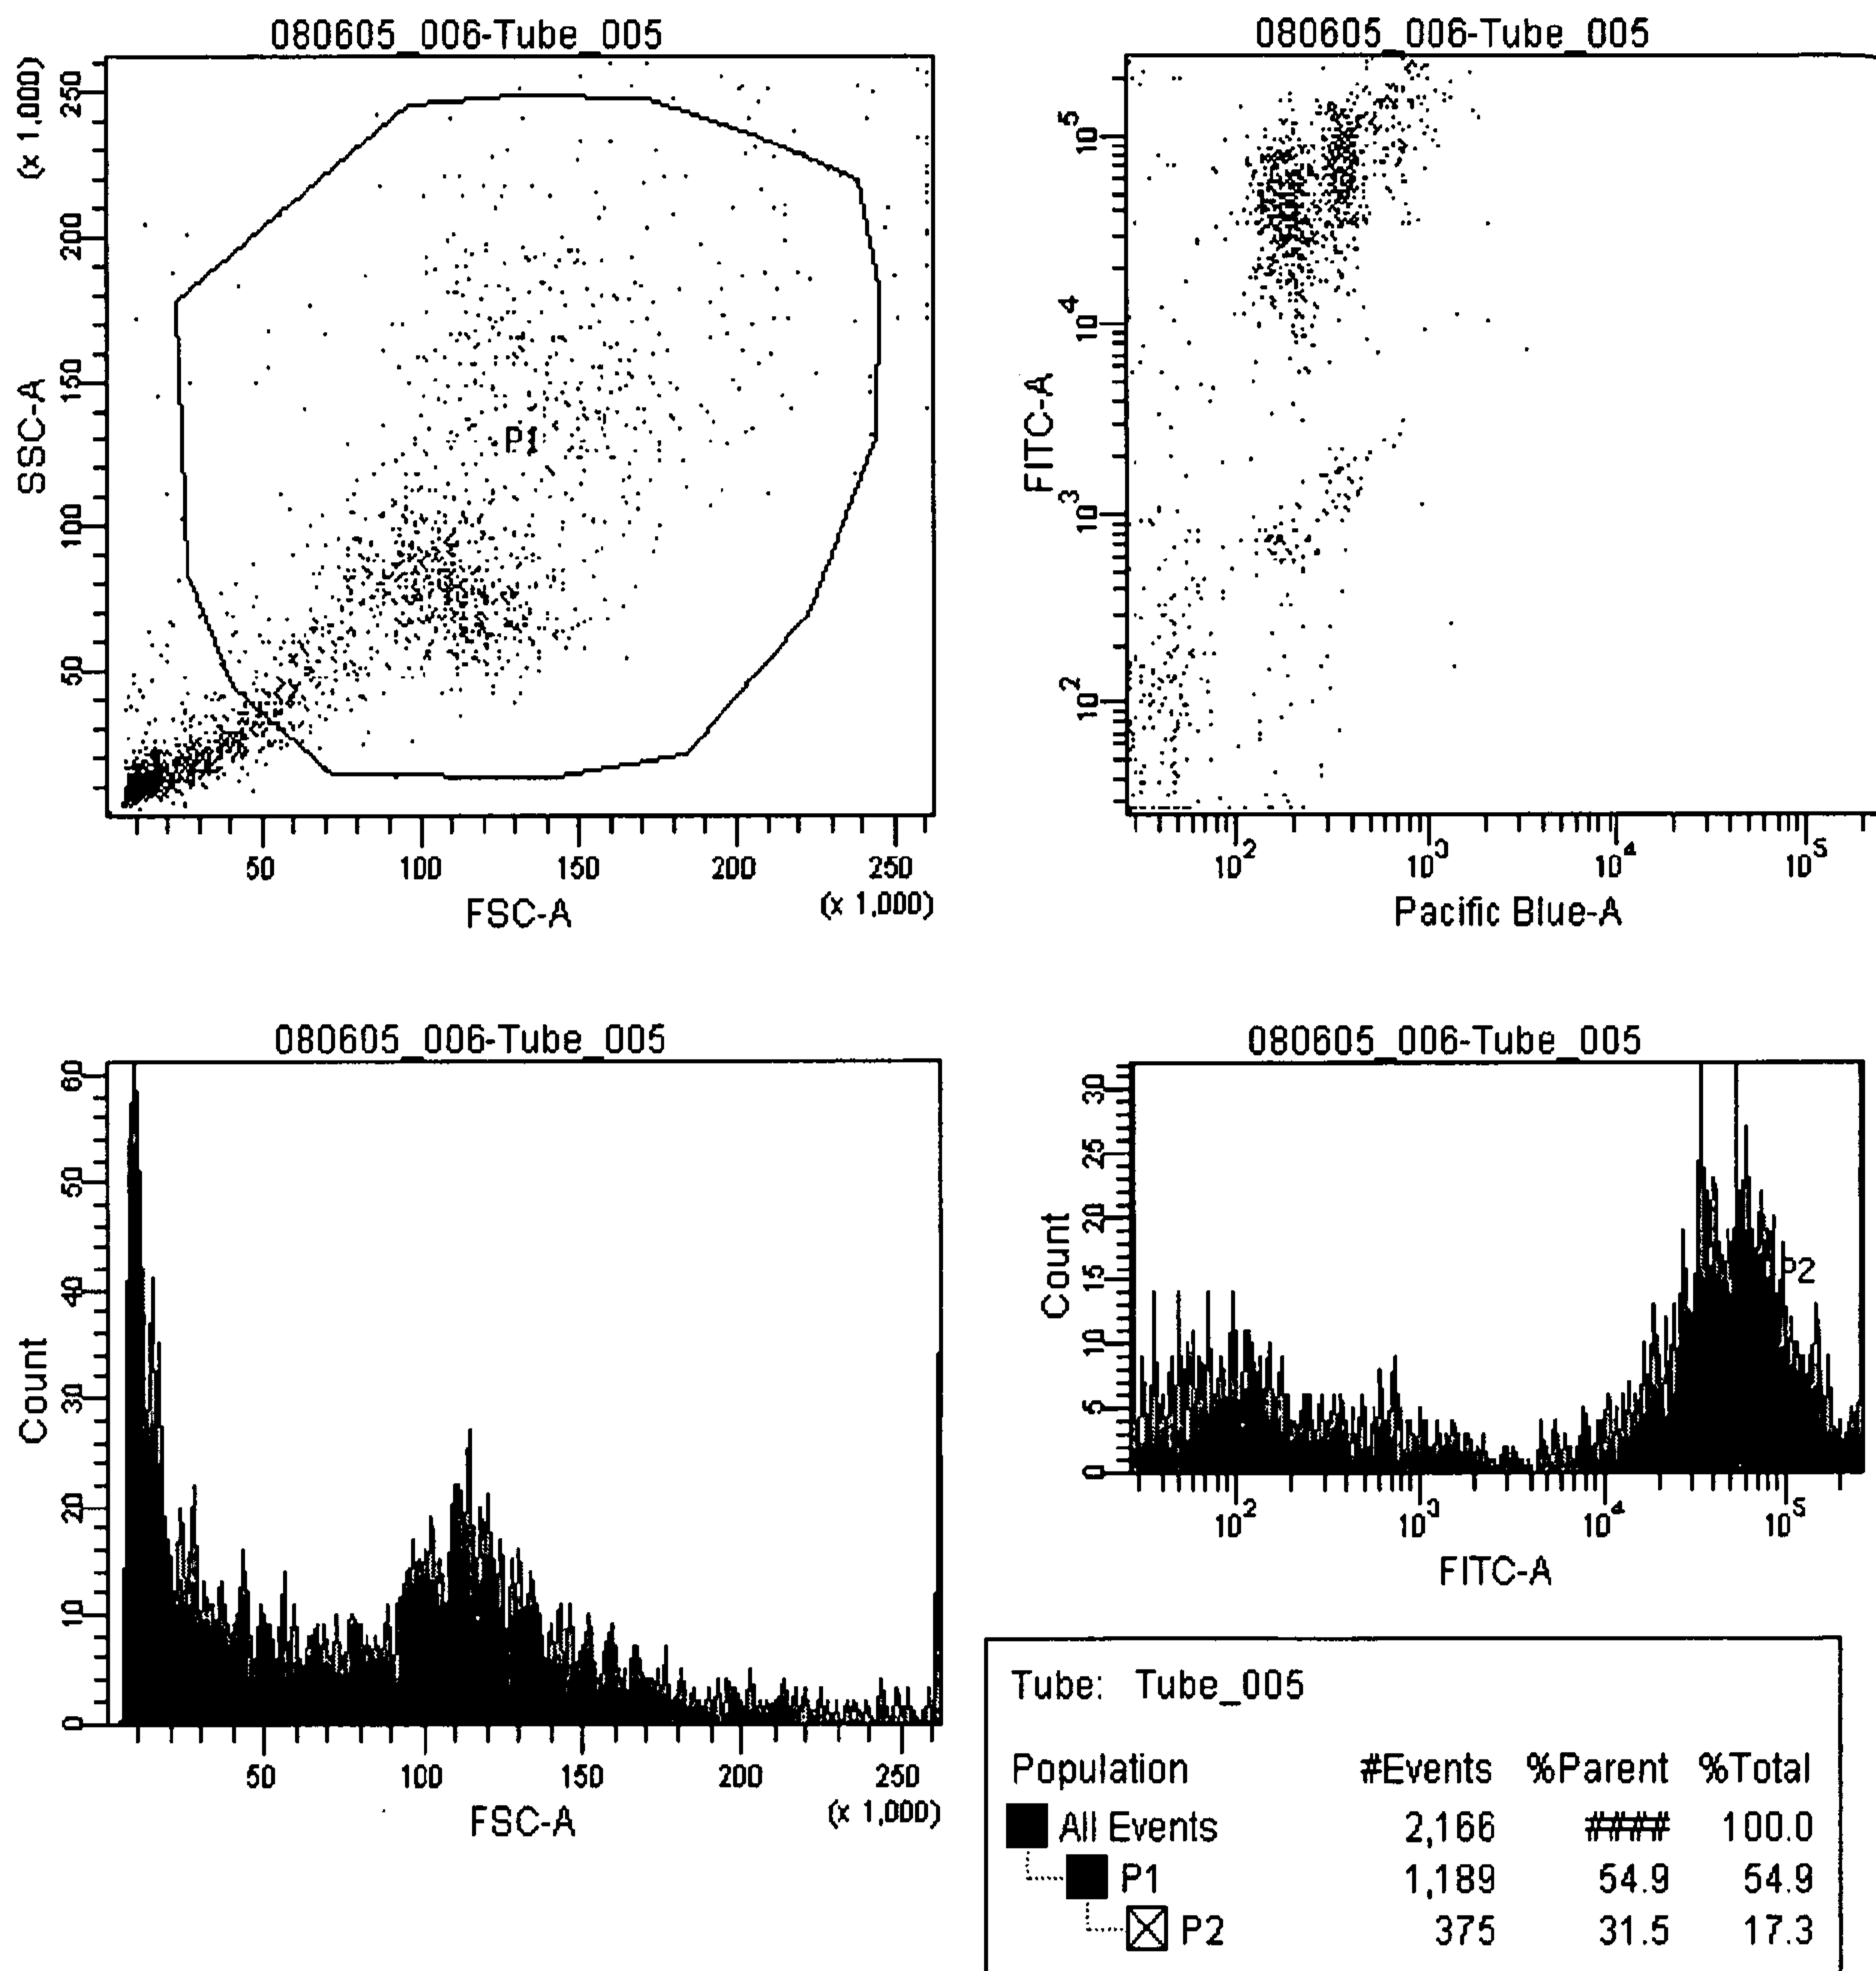 080605_006-Tube_005
(x 1,000)
SSC-A
250
200
150
100
50
P1
50 100 150 200 250
FSC-A (x 1,000)
080605_006-Tube_005
FITC-A
10^5
10^4
10^3
10^2
10^2 10^3 10^4 10^5
Pacific Blue-A
080605_006-Tube_005
Count
60
50
40
30
20
10
0
50 100 150 200 250
FSC-A (x 1,000)
080605_006-Tube_005
Count
30
25
20
15
10
5
0
P2
10^2 10^3 10^4 10^5
FITC-A
Tube: Tube_005
Population #Events %Parent %Total
All Events 2,166 #### 100.0
P1 1,189 54.9 54.9
P2 375 31.5 17.3